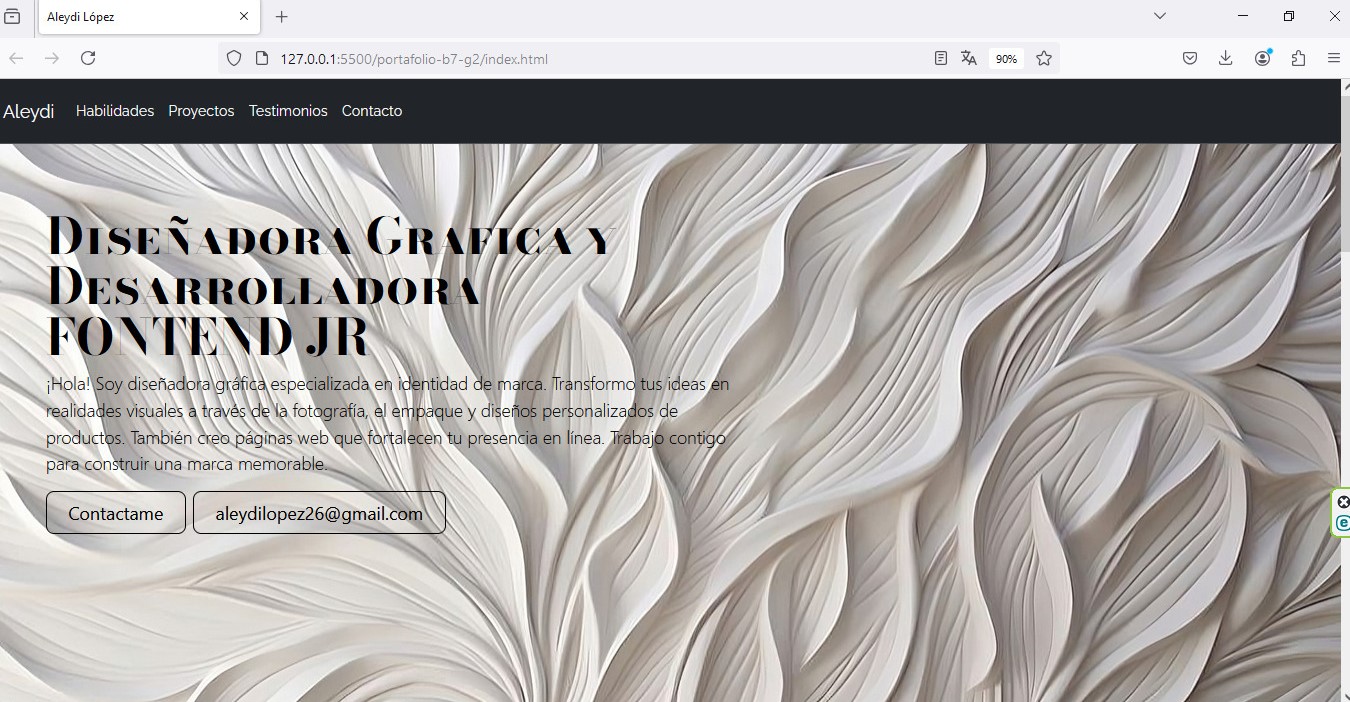 Aleydi López
127.0.0.1:5500/portafolio-b7-g2/index.html
90%
Aleydi Habilidades Proyectos Testimonios Contacto
Diseñadora Grafica y
Desarrolladora
FONTEND JR
¡Hola! Soy diseñadora gráfica especializada en identidad de marca. Transformo tus ideas en
realidades visuales a través de la fotografía, el empaque y diseños personalizados de
productos. También creo páginas web que fortalecen tu presencia en línea. Trabajo contigo
para construir una marca memorable.
Contactame aleydilopez26@gmail.com